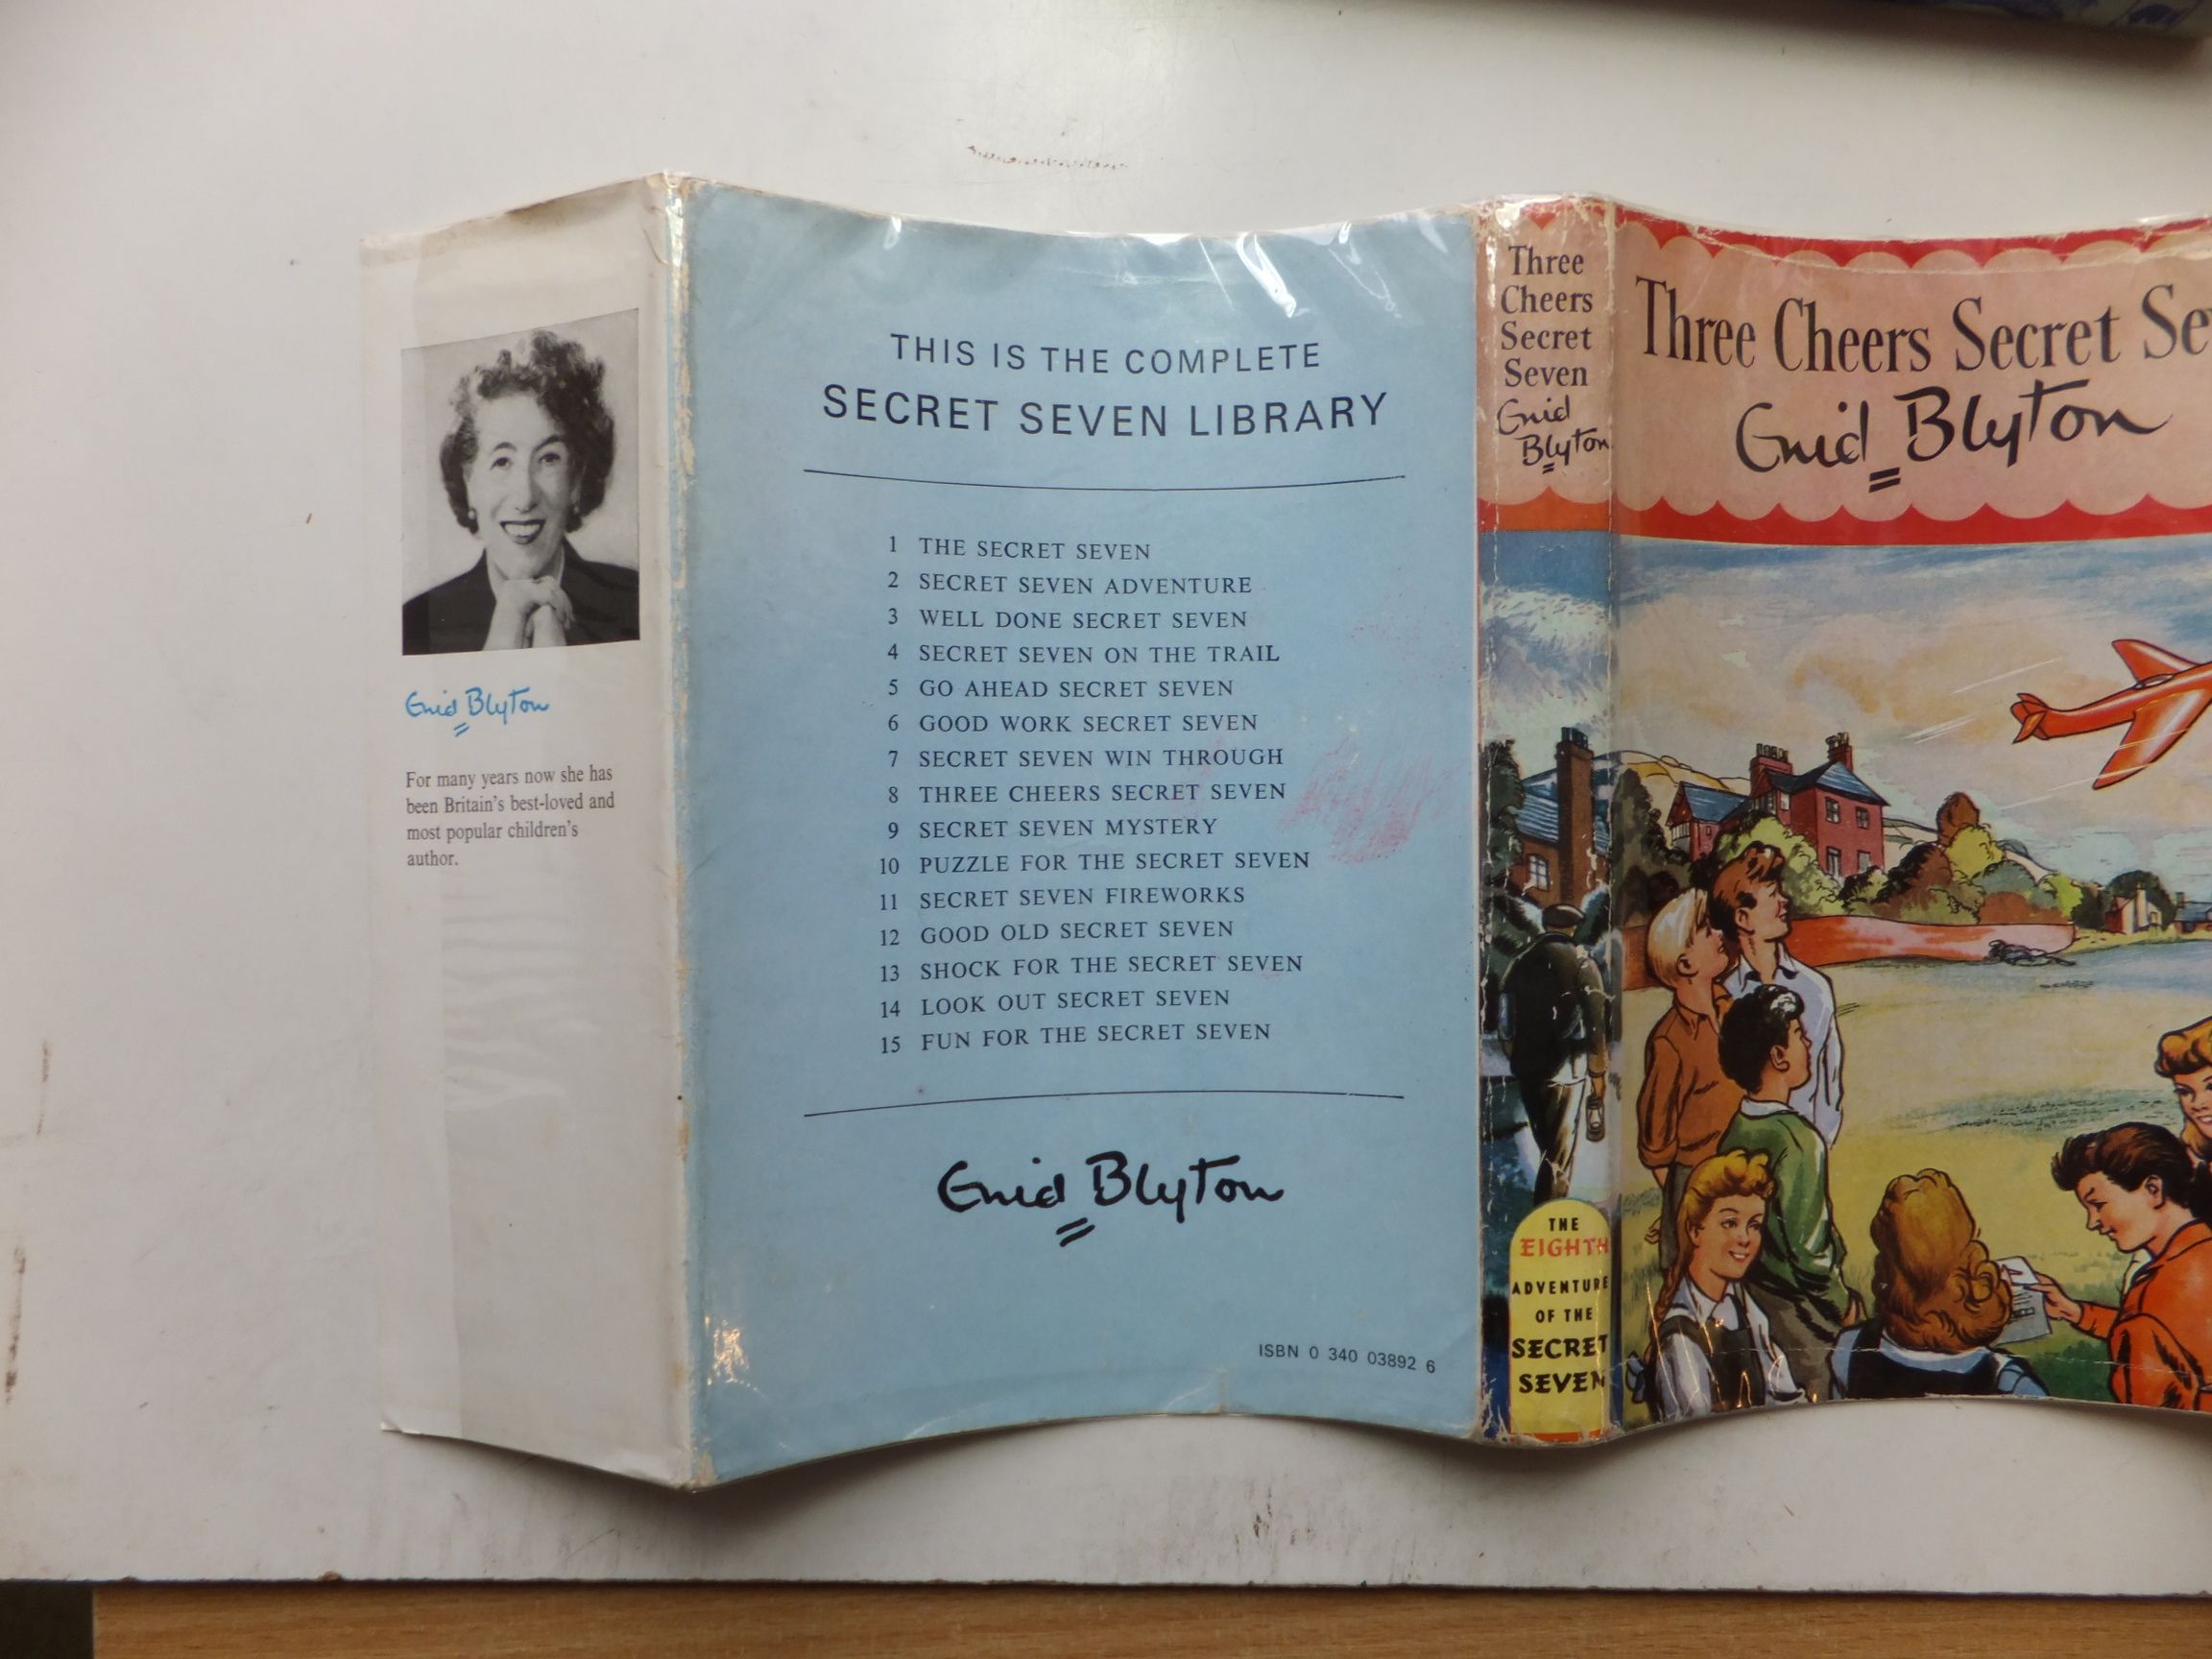 Enid Blyton
For many years now she has
been Britain's best-loved and
most popular children's
author.
THIS IS THE COMPLETE
SECRET SEVEN LIBRARY
1 THE SECRET SEVEN
2 SECRET SEVEN ADVENTURE
3 WELL DONE SECRET SEVEN
4 SECRET SEVEN ON THE TRAIL
5 GO AHEAD SECRET SEVEN
6 GOOD WORK SECRET SEVEN
7 SECRET SEVEN WIN THROUGH
8 THREE CHEERS SECRET SEVEN
9 SECRET SEVEN MYSTERY
10 PUZZLE FOR THE SECRET SEVEN
11 SECRET SEVEN FIREWORKS
12 GOOD OLD SECRET SEVEN
13 SHOCK FOR THE SECRET SEVEN
14 LOOK OUT SECRET SEVEN
15 FUN FOR THE SECRET SEVEN
Enid Blyton
ISBN 0 340 03892 6
Three
Cheers
Secret
Seven
Enid
Blyton
THE
EIGHTH
ADVENTURE
OF THE
SECRET
SEVEN
Three Cheers Secret Se
Enid Blyton